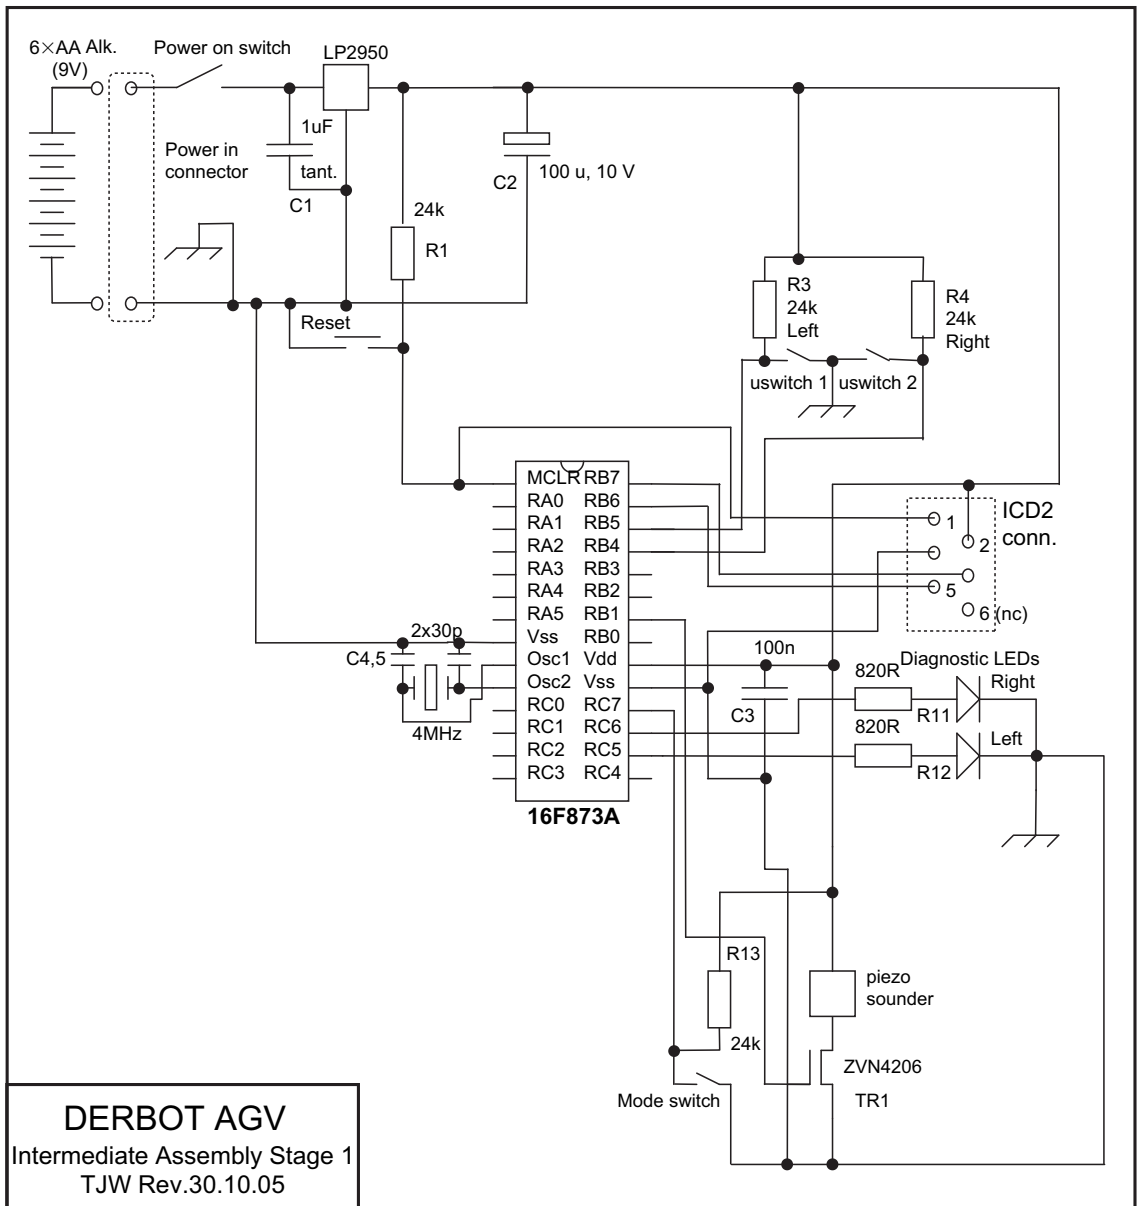 6×AA Alk.
(9V)
Power on switch
LP2950
Power in
connector
1uF
tant.
C1
C2
100 u, 10 V
24k
R1
Reset
R3
24k
Left
R4
24k
Right
uswitch 1
uswitch 2
MCLR RB7
RA0 RB6
RA1 RB5
RA2 RB4
RA3 RB3
RA4 RB2
RA5 RB1
Vss RB0
Osc1 Vdd
Osc2 Vss
RC0 RC7
RC1 RC6
RC2 RC5
RC3 RC4
16F873A
ICD2
conn.
1
2
5
6 (nc)
2x30p
C4,5
4MHz
100n
C3
Diagnostic LEDs
820R
Right
R11
820R
Left
R12
R13
24k
piezo
sounder
ZVN4206
TR1
Mode switch
DERBOT AGV
Intermediate Assembly Stage 1
TJW Rev.30.10.05